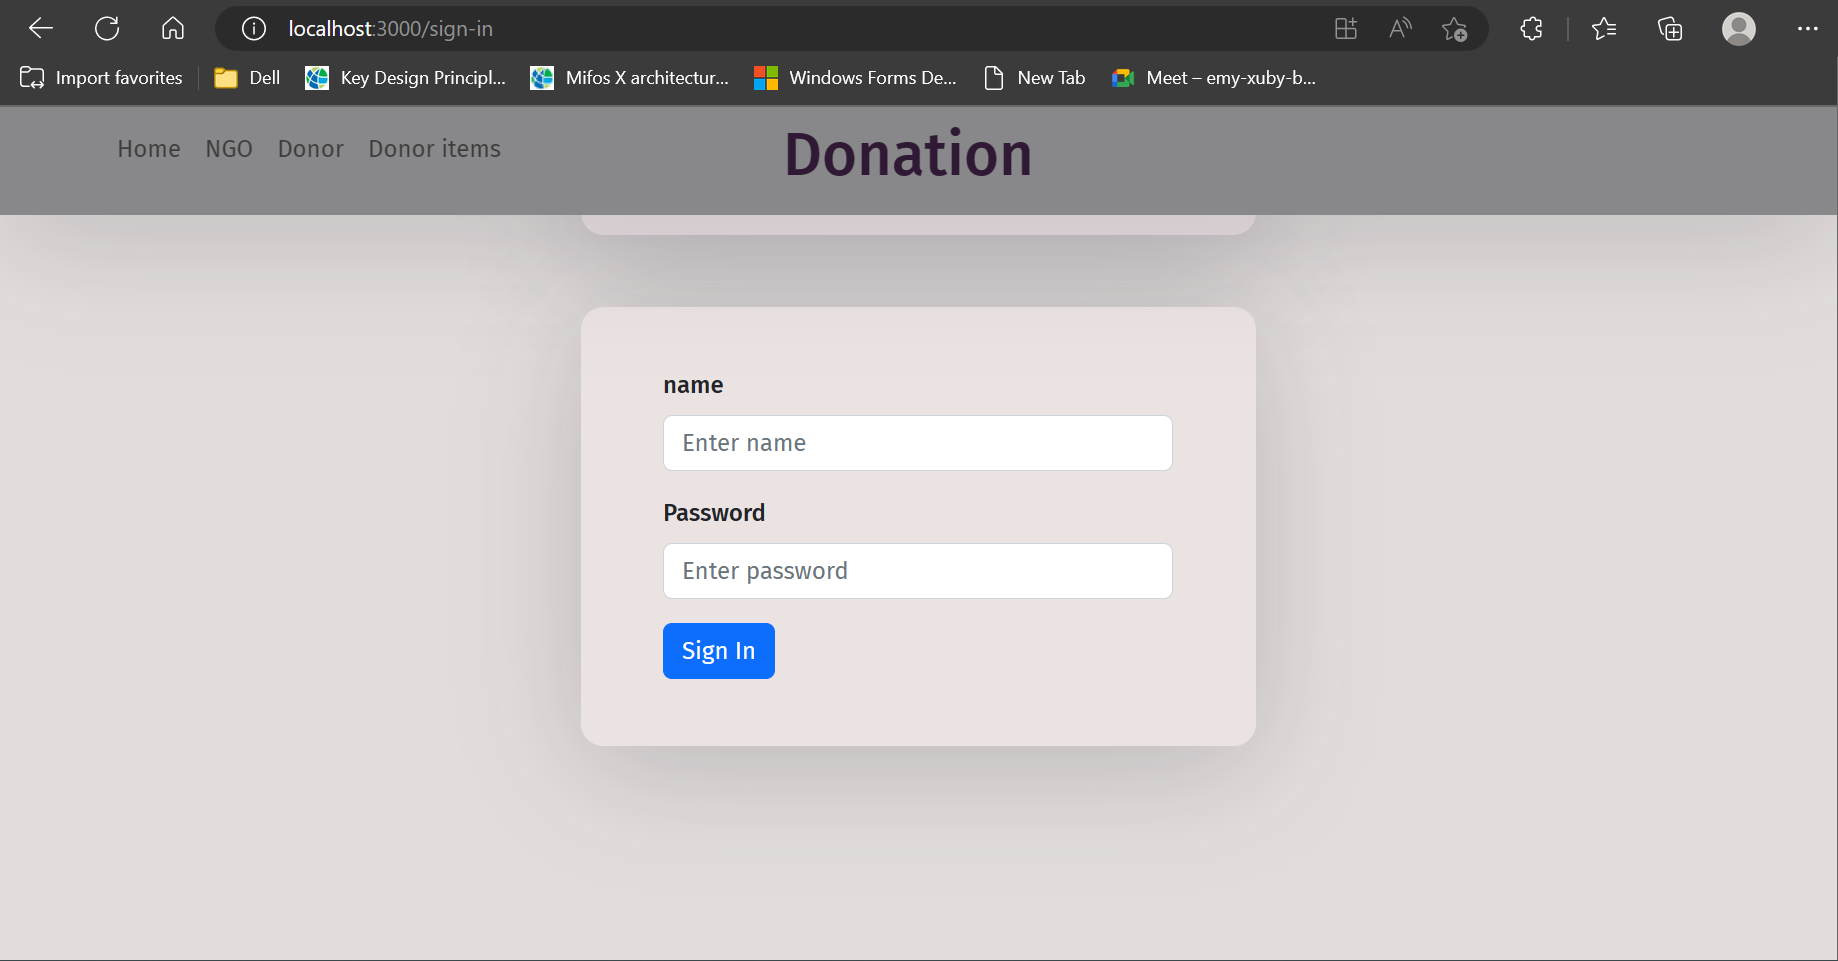 localhost:3000/sign-in
Import favorites
Dell
Key Design Principl...
Mifos X architectur...
Windows Forms De...
New Tab
Meet – emy-xuby-b...
Home NGO Donor Donor items
Donation
name
Enter name
Password
Enter password
Sign In